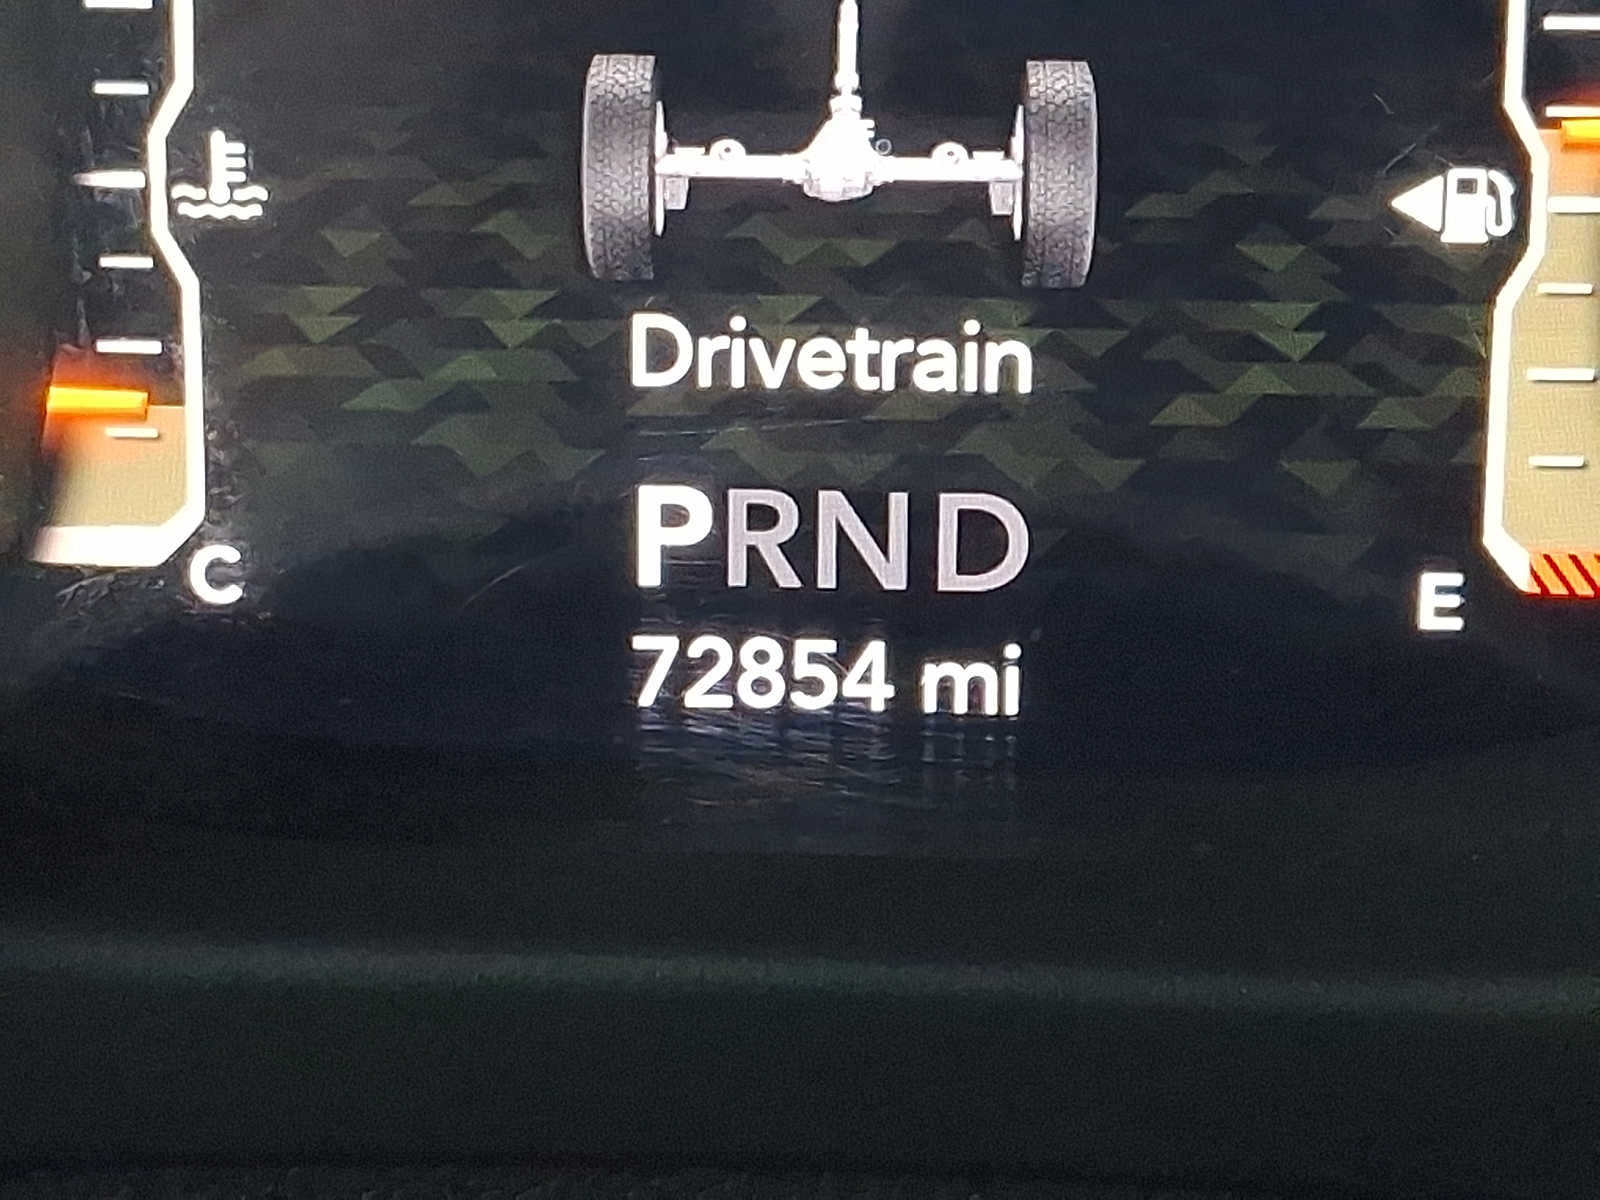 Drivetrain
PRND
C
E
72854 mi